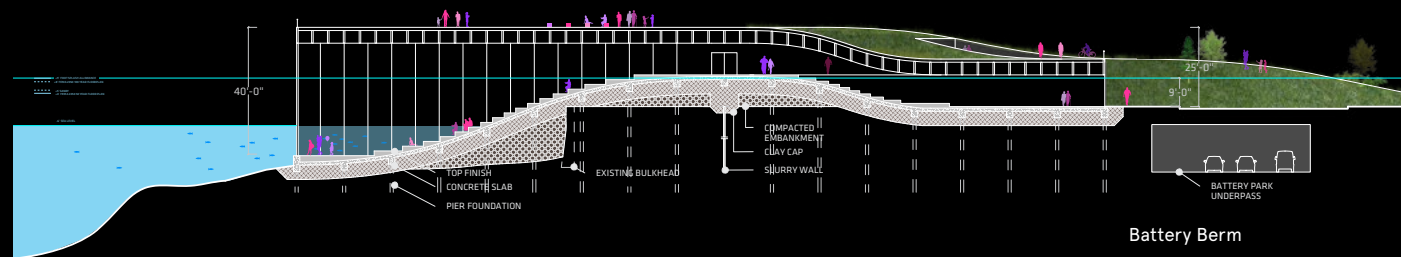 40'-0"
25'-0"
9'-0"
COMPACTED
EMBANKMENT
CLAY CAP
SLURRY WALL
TOP FINISH
EXISTING BULKHEAD
CONCRETE SLAB
PIER FOUNDATION
BATTERY PARK
UNDERPASS
Battery Berm